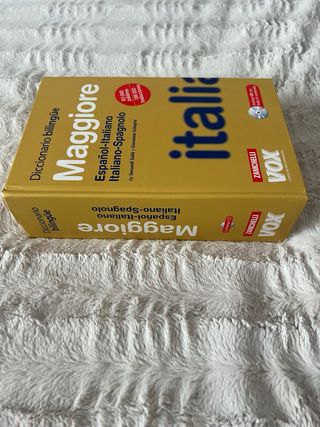 Diccionario bilingüe
Maggiore
Español-Italiano
Italiano-Spagnolo
italia
ZANICHELLI
VOX
Diccionario
bilingüe
Maggiore
Español-Italiano
Italiano-Spagnolo
ZANICHELLI
VOX